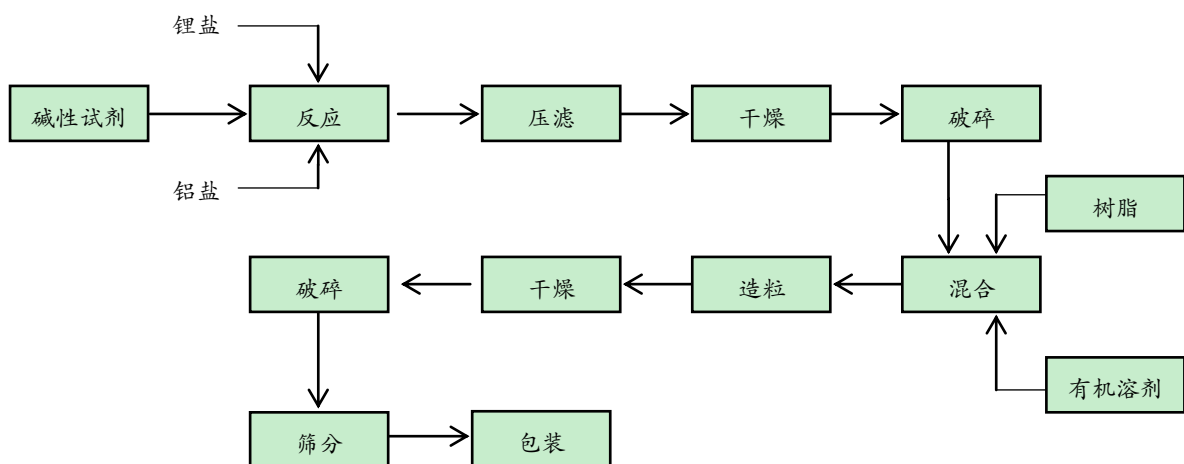 锂盐
碱性试剂
反应
压滤
干燥
破碎
铝盐
树脂
破碎
干燥
造粒
混合
有机溶剂
筛分
包装